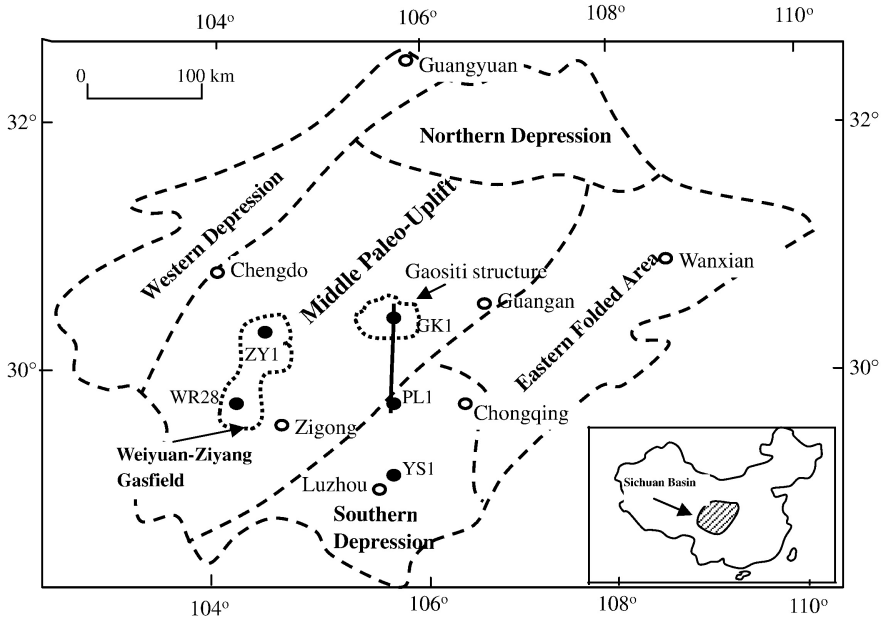 104° 106° 108° 110°
0 100 km
Guangyuan
32° 32°
Northern Depression
Western Depression
Middle Paleo-Uplift
Chengdo
Gaositi structure
Wanxian
Guangan
Eastern Folded Area
GK1
ZY1
30° 30°
WR28
PL1
Chongqing
Zigong
Weiyuan-Ziyang
Gasfield
YS1
Luzhou
Southern
Depression
Sichuan Basin
104° 106° 108° 110°